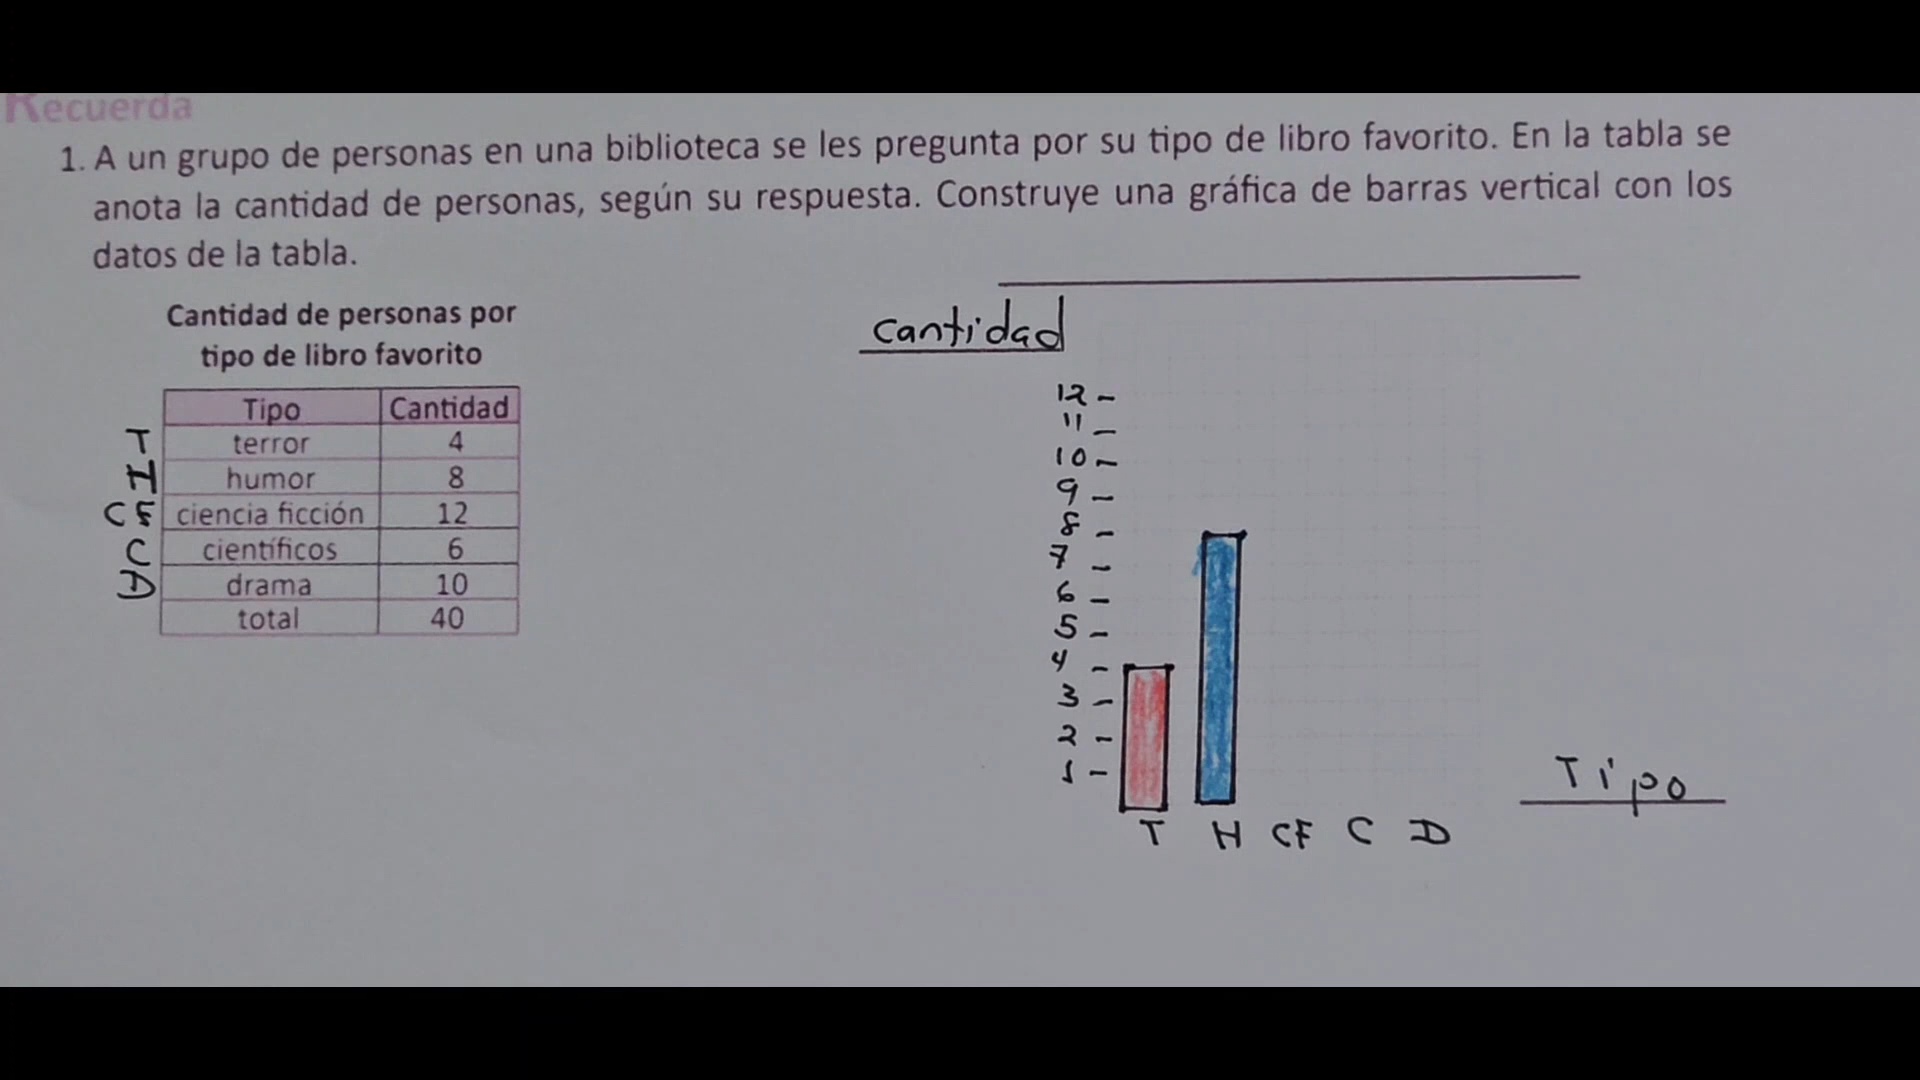 Recuerda
1. A un grupo de personas en una biblioteca se les pregunta por su tipo de libro favorito. En la tabla se
anota la cantidad de personas, según su respuesta. Construye una gráfica de barras vertical con los
datos de la tabla.
Cantidad de personas por
tipo de libro favorito
Tipo Cantidad
T terror 4
H humor 8
CF ciencia ficción 12
C científicos 6
D drama 10
total 40
cantidad
12
11
10
9
8
7
6
5
4
3
2
1
T H CF C D
Tipo